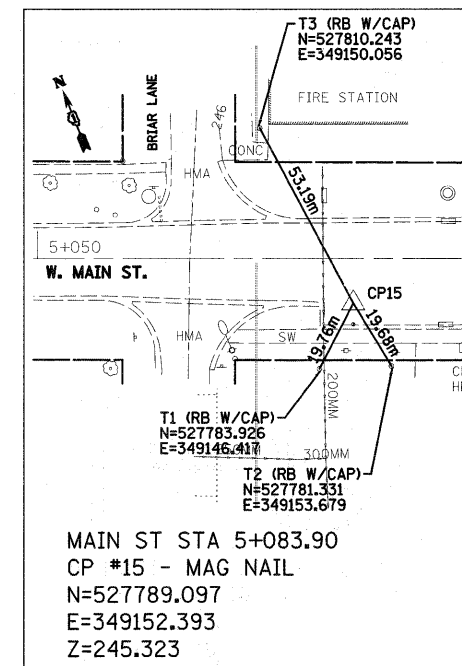 T3 (RB W/CAP)
N=527810.243
E=349150.056
FIRE STATION
N
BRIAR LANE
246
CONC
HMA
53.19m
5+050
W. MAIN ST.
CP15
HMA
SW
19.76m
19.68m
200MM
T1 (RB W/CAP)
N=527783.926
E=349146.417
300MM
T2 (RB W/CAP)
N=527781.331
E=349153.679
MAIN ST STA 5+083.90
CP #15 - MAG NAIL
N=527789.097
E=349152.393
Z=245.323